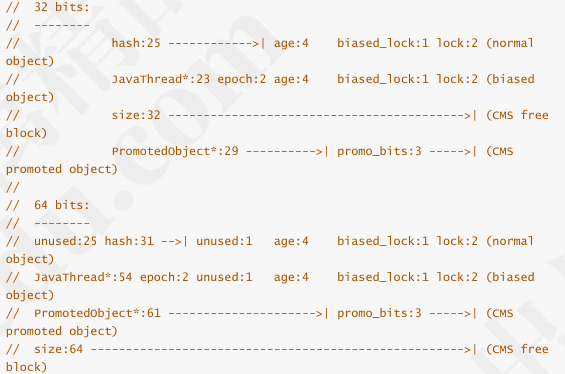 //  32 bits:
//  --------
//             hash:25 ------------>| age:4    biased_lock:1 lock:2 (normal
object)
//             JavaThread*:23 epoch:2 age:4    biased_lock:1 lock:2 (biased
object)
//             size:32 ------------------------------------------>| (CMS free
block)
//             PromotedObject*:29 ---------->| promo_bits:3 ----->| (CMS
promoted object)
//
//  64 bits:
//  --------
//  unused:25 hash:31 -->| unused:1   age:4    biased_lock:1 lock:2 (normal
object)
//  JavaThread*:54 epoch:2 unused:1   age:4    biased_lock:1 lock:2 (biased
object)
//  PromotedObject*:61 --------------------->| promo_bits:3 ----->| (CMS
promoted object)
//  size:64 ----------------------------------------------------->| (CMS free
block)